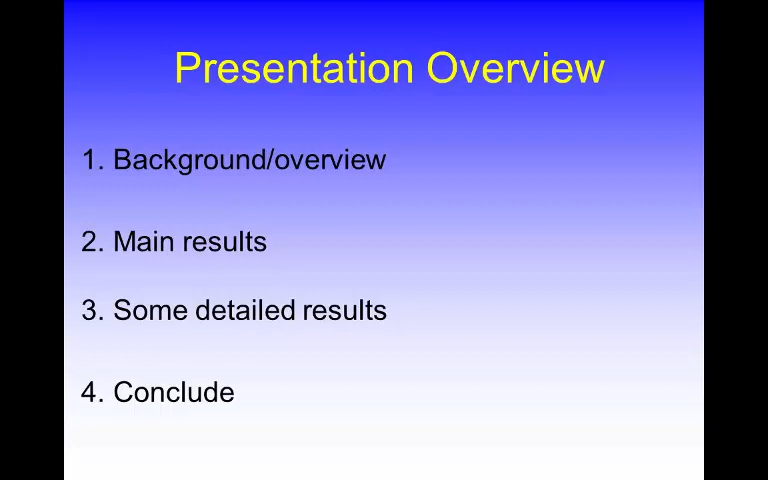 Presentation Overview
1. Background/overview
2. Main results
3. Some detailed results
4. Conclude